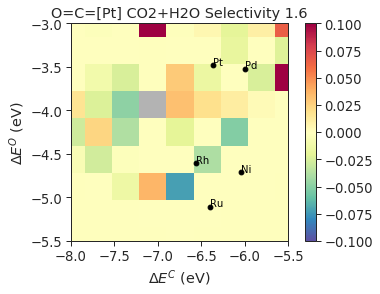 O=C=[Pt] CO2+H2O Selectivity 1.6
−3.0
−3.5
−4.0
−4.5
−5.0
−5.5
ΔE^O (eV)
Pt
Pd
Rh
Ni
Ru
−8.0 −7.5 −7.0 −6.5 −6.0 −5.5
ΔE^C (eV)
0.100
0.075
0.050
0.025
0.000
−0.025
−0.050
−0.075
−0.100